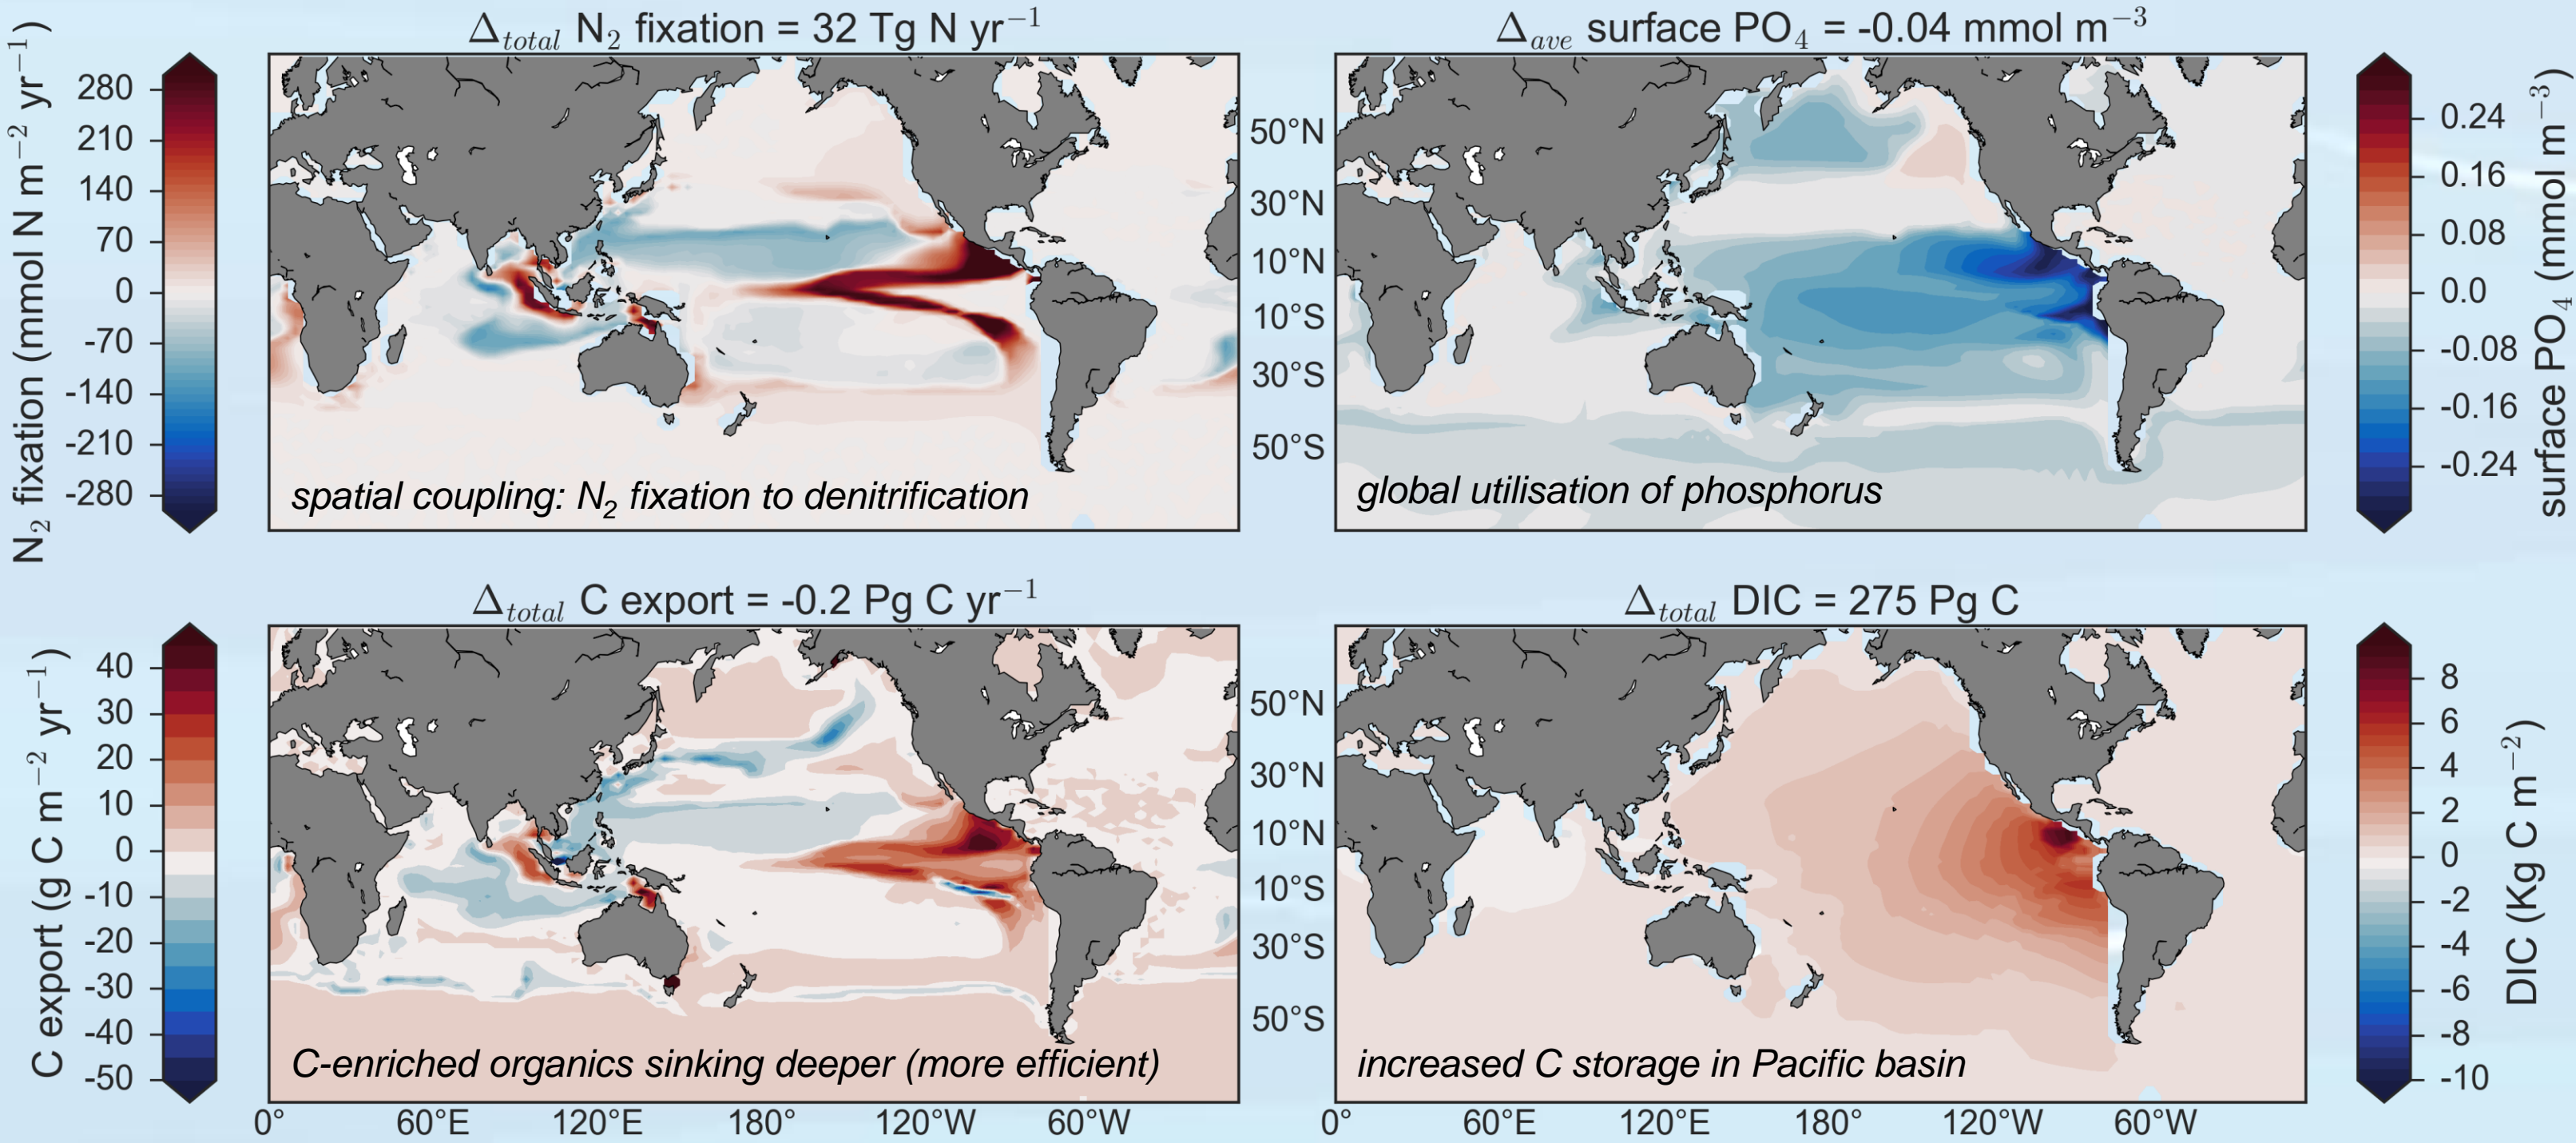 Δtotal N2 fixation = 32 Tg N yr−1
N2 fixation (mmol N m−2 yr−1)
280
210
140
70
0
-70
-140
-210
-280
spatial coupling: N2 fixation to denitrification
Δave surface PO4 = -0.04 mmol m−3
50°N
30°N
10°N
10°S
30°S
50°S
global utilisation of phosphorus
0.24
0.16
0.08
0.0
-0.08
-0.16
-0.24
surface PO4 (mmol m−3)
Δtotal C export = -0.2 Pg C yr−1
C export (g C m−2 yr−1)
40
30
20
10
0
-10
-20
-30
-40
-50
C-enriched organics sinking deeper (more efficient)
0°
60°E
120°E
180°
120°W
60°W
Δtotal DIC = 275 Pg C
50°N
30°N
10°N
10°S
30°S
50°S
increased C storage in Pacific basin
0°
60°E
120°E
180°
120°W
60°W
8
6
4
2
0
-2
-4
-6
-8
-10
DIC (Kg C m−2)